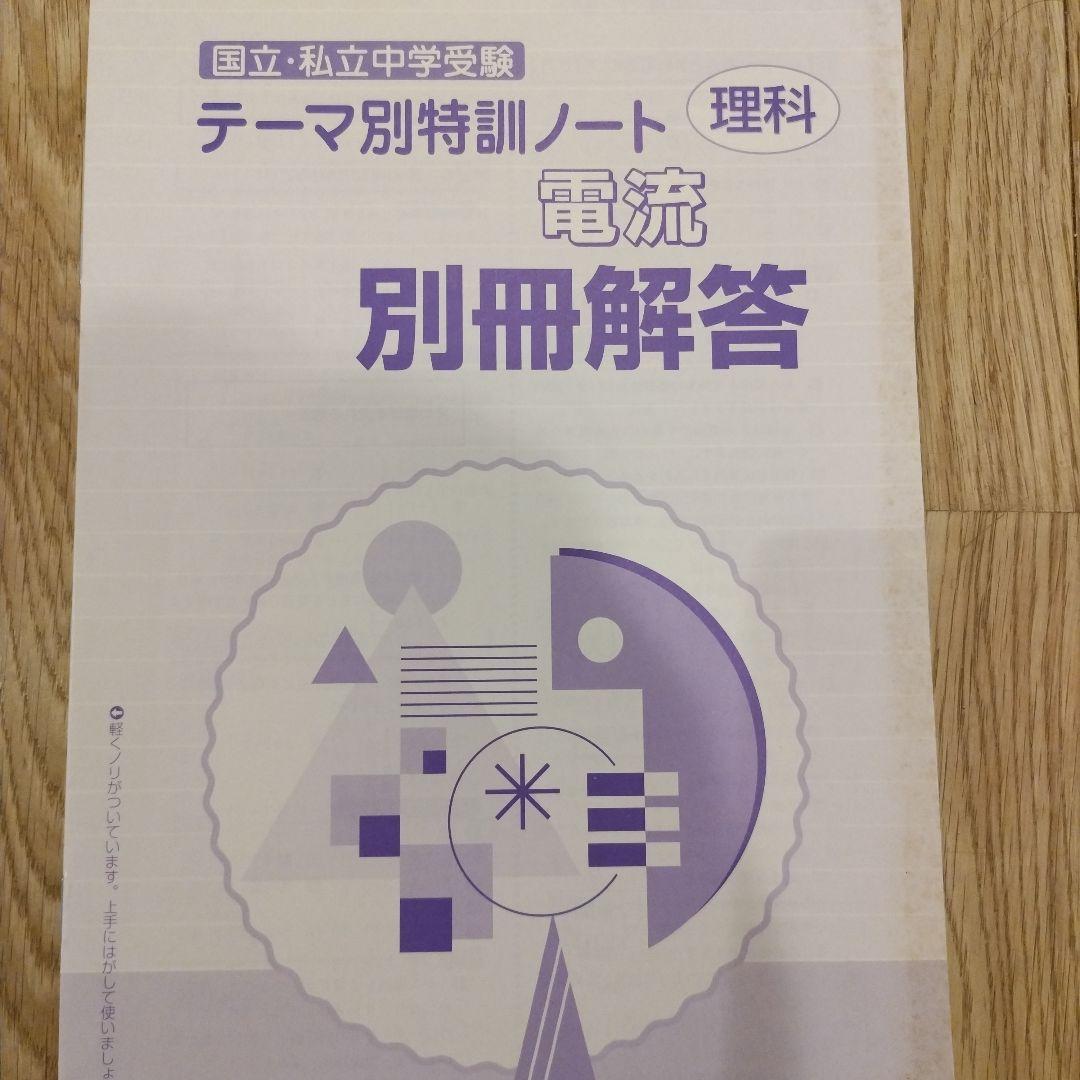 国立・私立中学受験
テーマ別特訓ノート
理科
電流
別冊解答
軽くノリがついています。上手にはがして使いましょ